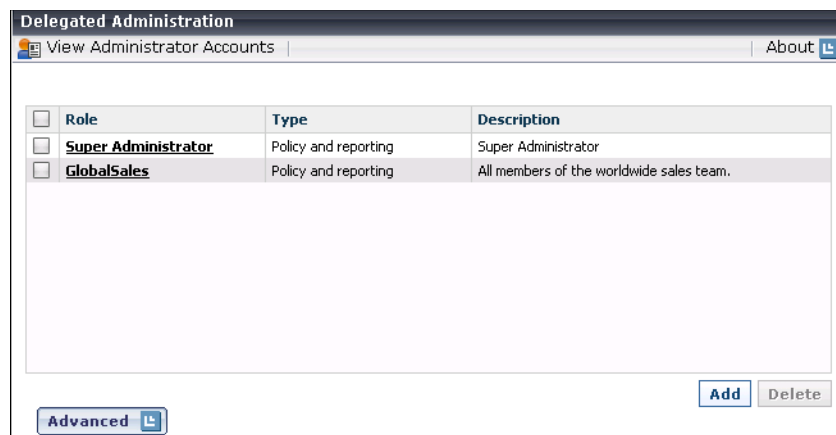 Delegated Administration
View Administrator Accounts | | About
Role Type Description
Super Administrator Policy and reporting Super Administrator
GlobalSales Policy and reporting All members of the worldwide sales team.
Add Delete
Advanced